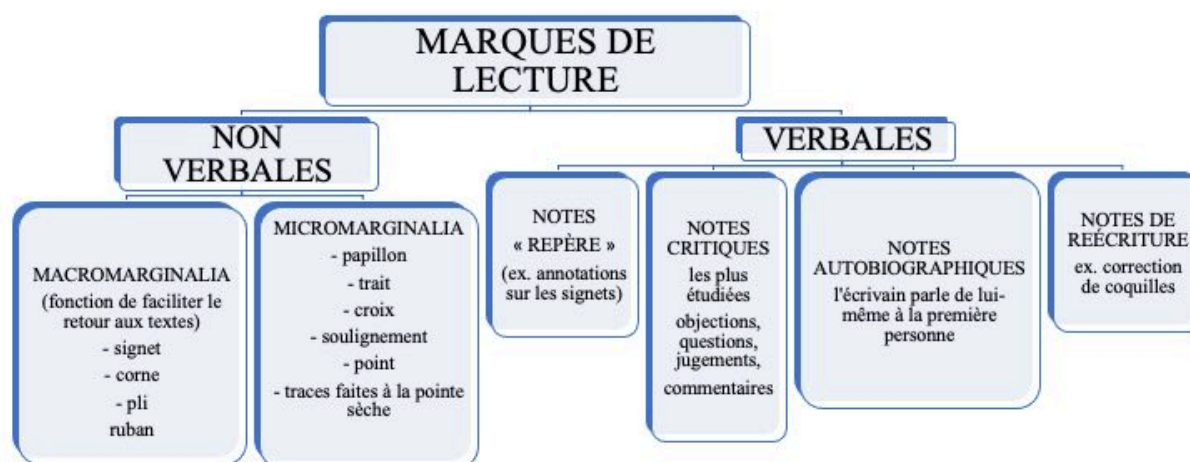 MARQUES DE
LECTURE
NON
VERBALES
VERBALES
MACROMARGINALIA
(fonction de faciliter le
retour aux textes)
- signet
- corne
- pli
ruban
MICROMARGINALIA
- papillon
- trait
- croix
- soulignement
- point
- traces faites à la pointe
sèche
NOTES
« REPÈRE »
(ex. annotations
sur les signets)
NOTES
CRITIQUES
les plus
étudiées
objections,
questions,
jugements,
commentaires
NOTES
AUTOBIOGRAPHIQUES
l'écrivain parle de lui-
même à la première
personne
NOTES DE
REÉCRITURE
ex. correction
de coquilles